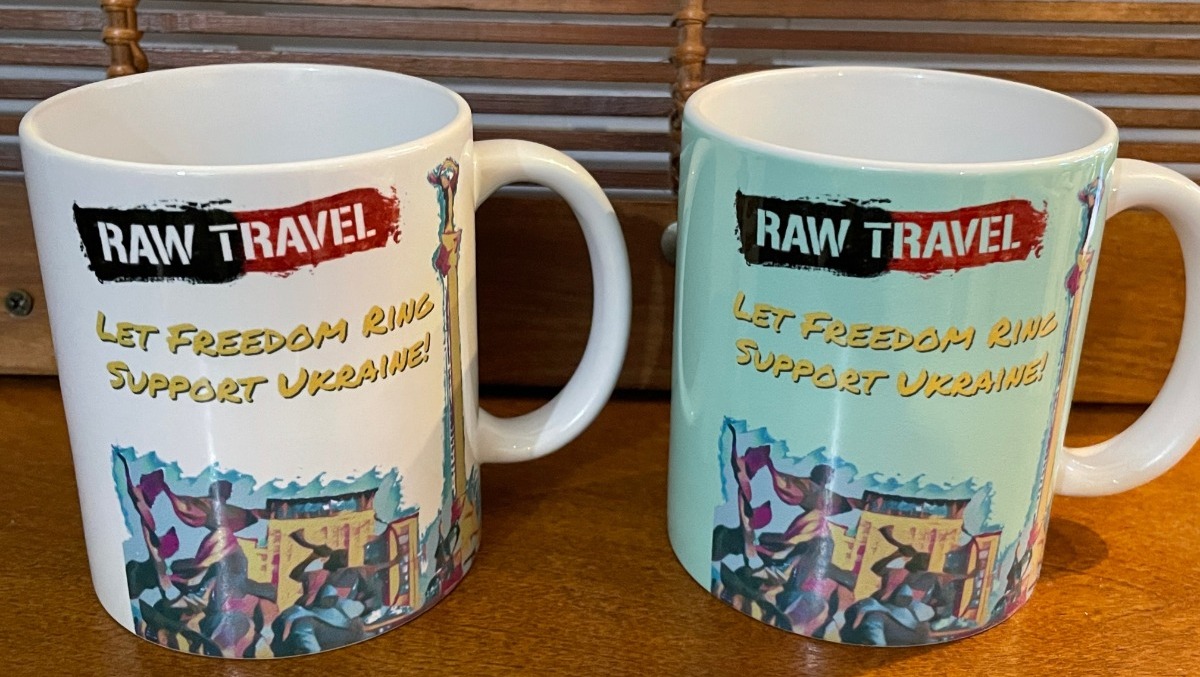 RAW TRAVEL
LET FREEDOM RING
SUPPORT UKRAINE!
RAW TRAVEL
LET FREEDOM RING
SUPPORT UKRAINE!